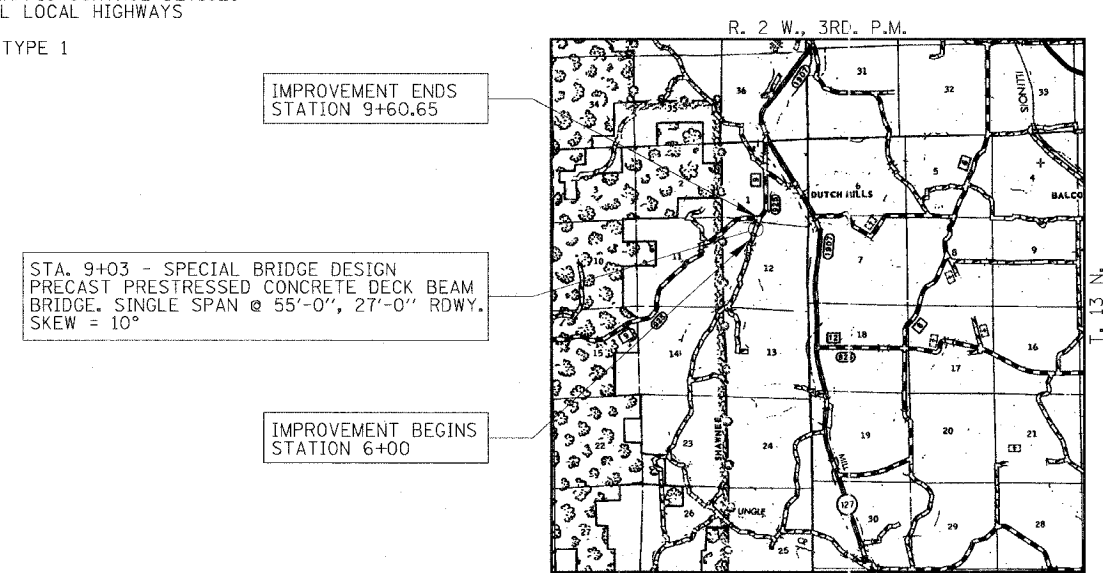 L LOCAL HIGHWAYS
TYPE 1
R. 2 W., 3RD. P.M.
IMPROVEMENT ENDS
STATION 9+60.65
STA. 9+03 - SPECIAL BRIDGE DESIGN
PRECAST PRESTRESSED CONCRETE DECK BEAM
BRIDGE. SINGLE SPAN @ 55'-0", 27'-0" RDWY.
SKEW = 10°
IMPROVEMENT BEGINS
STATION 6+00
T. 13 N.
34
35
36
31
32
33
3
2
1
6
5
4
DUTCH HILLS
BALCO
10
11
12
7
8
9
15
14
13
18
17
16
22
23
24
19
20
21
27
26
25
30
29
28
SHAWNEE
UNGLE
MILL
127